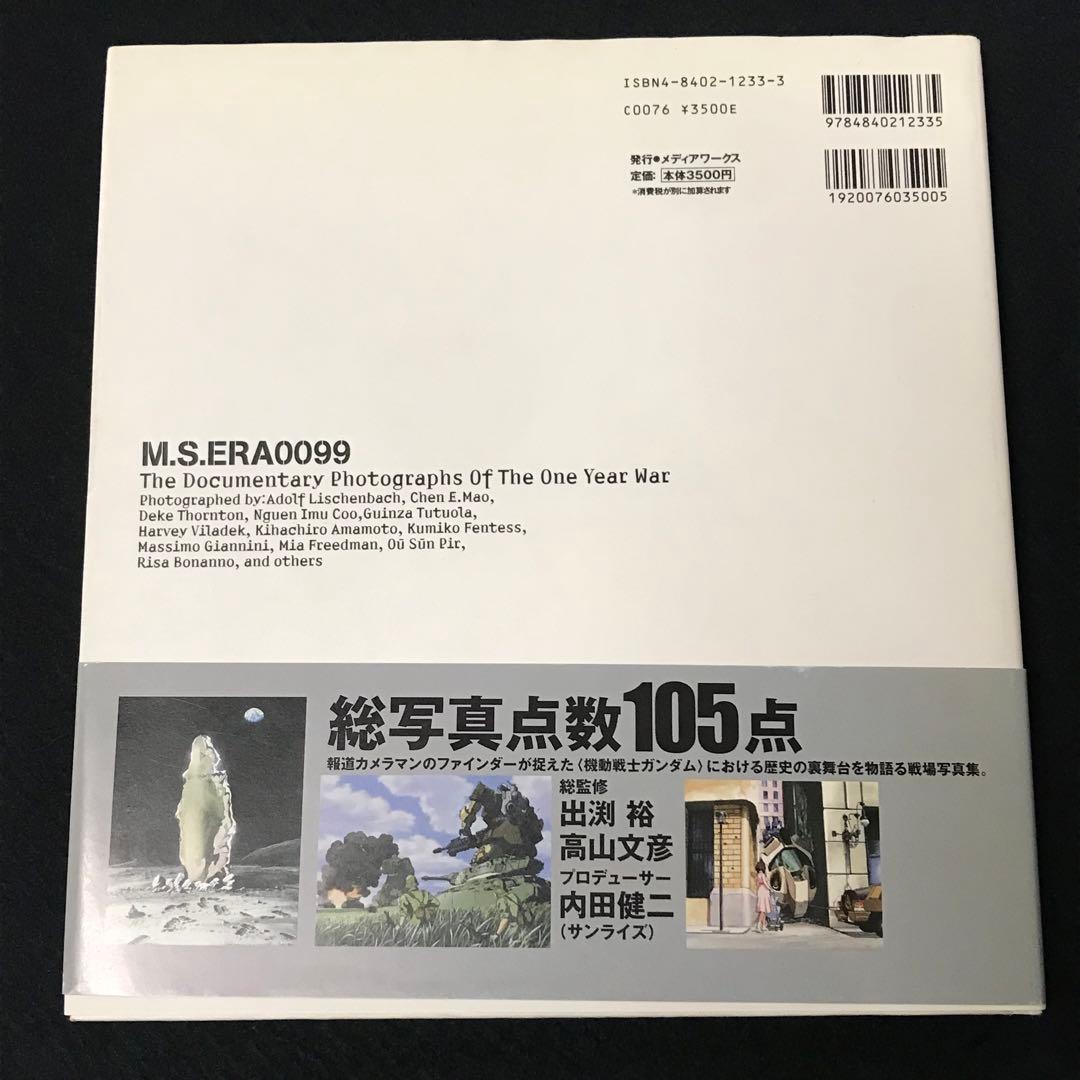 ISBN4-8402-1233-3
C0076 ¥3500E
9784840212335
発行●メディアワークス
定価: 本体3500円
*消費税が別に加算されます
1920076035005
M.S.ERA0099
The Documentary Photographs Of The One Year War
Photographed by:Adolf Lischenbach, Chen E.Mao,
Deke Thornton, Nguen Imu Coo,Guinza Tutuola,
Harvey Viladek, Kihachiro Amamoto, Kumiko Fentess,
Massimo Giannini, Mia Freedman, Oū Sūn Pir,
Risa Bonanno, and others
総写真点数105点
報道カメラマンのファインダーが捉えた〈機動戦士ガンダム〉における歴史の裏舞台を物語る戦場写真集。
総監修
出渕 裕
高山文彦
プロデューサー
内田健二
(サンライズ)